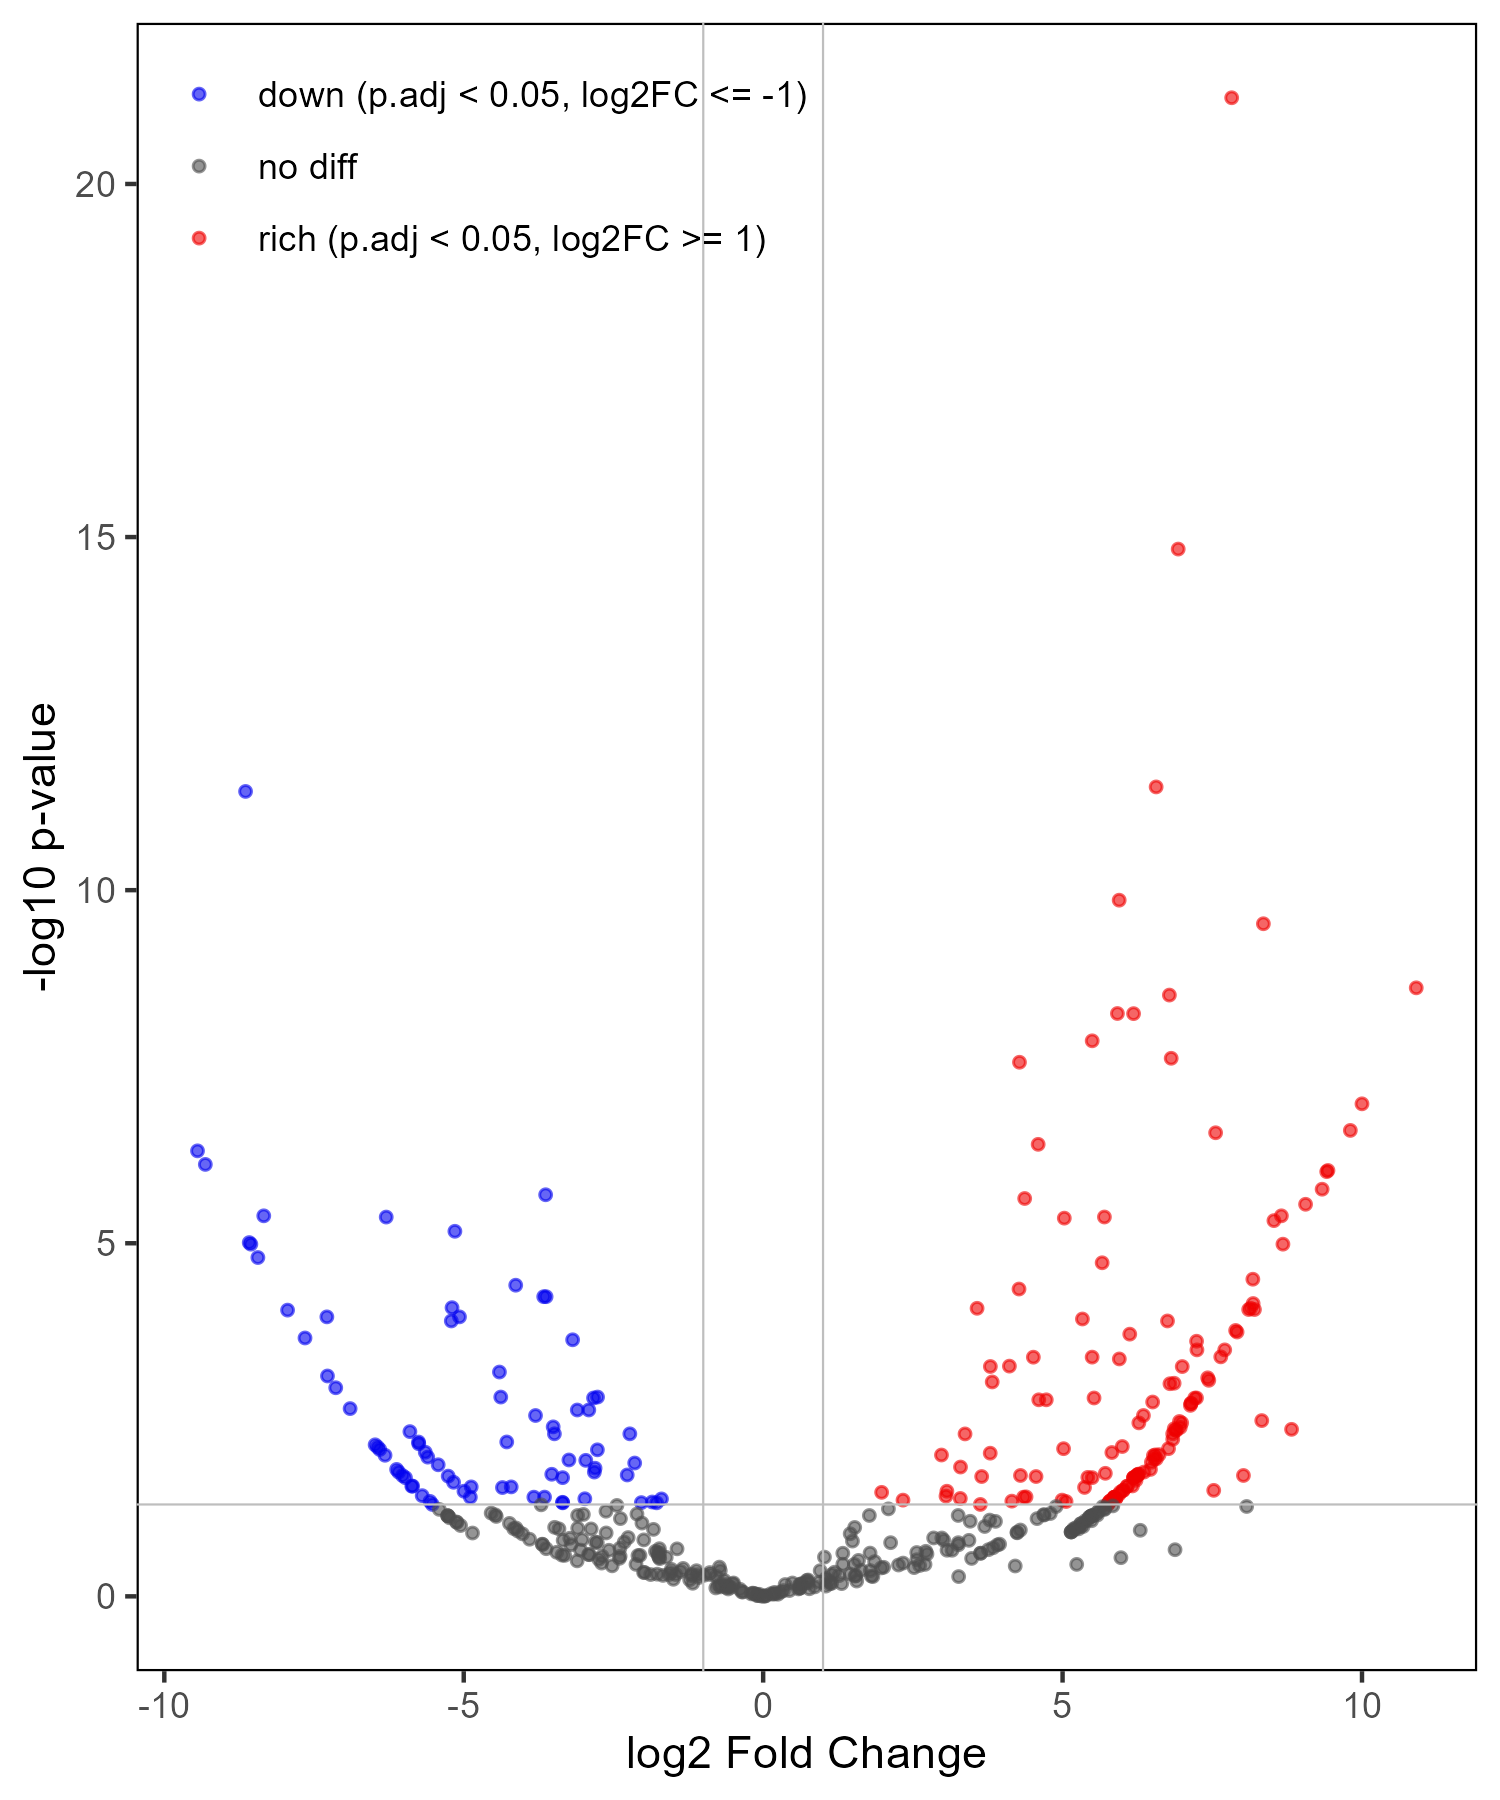 down (p.adj < 0.05, log2FC <= -1)
no diff
rich (p.adj < 0.05, log2FC >= 1)
20
15
10
5
0
-log10 p-value
-10
-5
0
5
10
log2 Fold Change